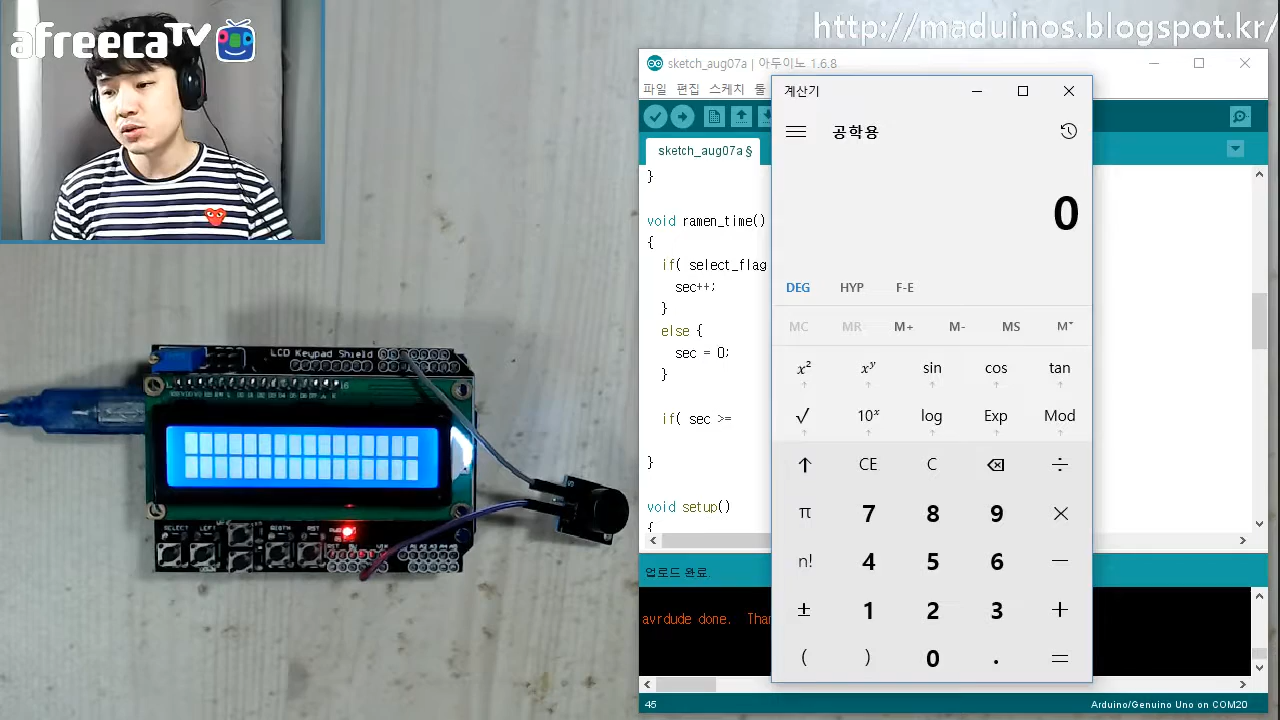 afreecaTV
http://maduinos.blogspot.kr/
sketch_aug07a | 아두이노 1.6.8
파일 편집 스케치 툴
sketch_aug07a §
}
void ramen_time()
{
if( select_flag
sec++;
}
else {
sec = 0;
}
if( sec >=
}
void setup()
{
업로드 완료.
avrdude done. Than
45
Arduino/Genuino Uno on COM20
계산기
공학용
0
DEG HYP F-E
MC MR M+ M- MS M˅
x² xʸ sin cos tan
√ 10ˣ log Exp Mod
↑ CE C ⌫ ÷
π 7 8 9 ×
n! 4 5 6 −
± 1 2 3 +
( ) 0 . =
LCD Keypad Shield
SELECT LEFT RST